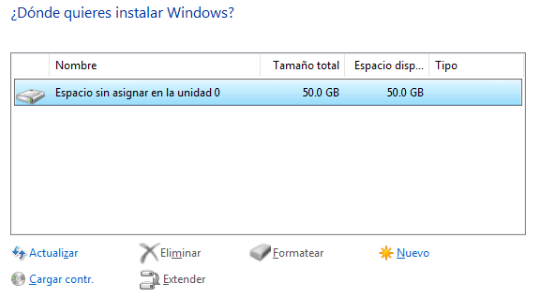 ¿Dónde quieres instalar Windows?
Nombre Tamaño total Espacio disp... Tipo
Espacio sin asignar en la unidad 0 50.0 GB 50.0 GB
Actualizar Eliminar Formatear Nuevo
Cargar contr. Extender